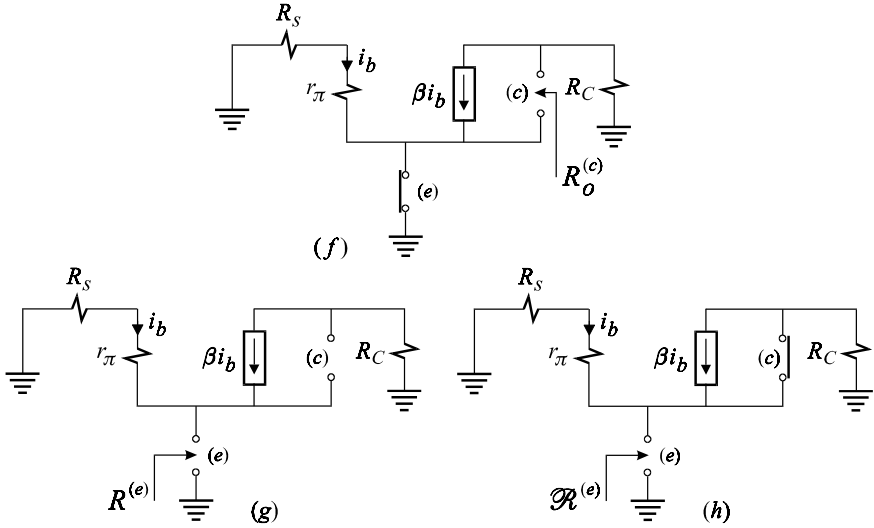 R_s
i_b
r_π
βi_b
(c)
R_C
R_o^(c)
(e)
(f)
R_s
i_b
r_π
βi_b
(c)
R_C
(e)
R^(e)
(g)
R_s
i_b
r_π
βi_b
(c)
R_C
(e)
ℛ^(e)
(h)